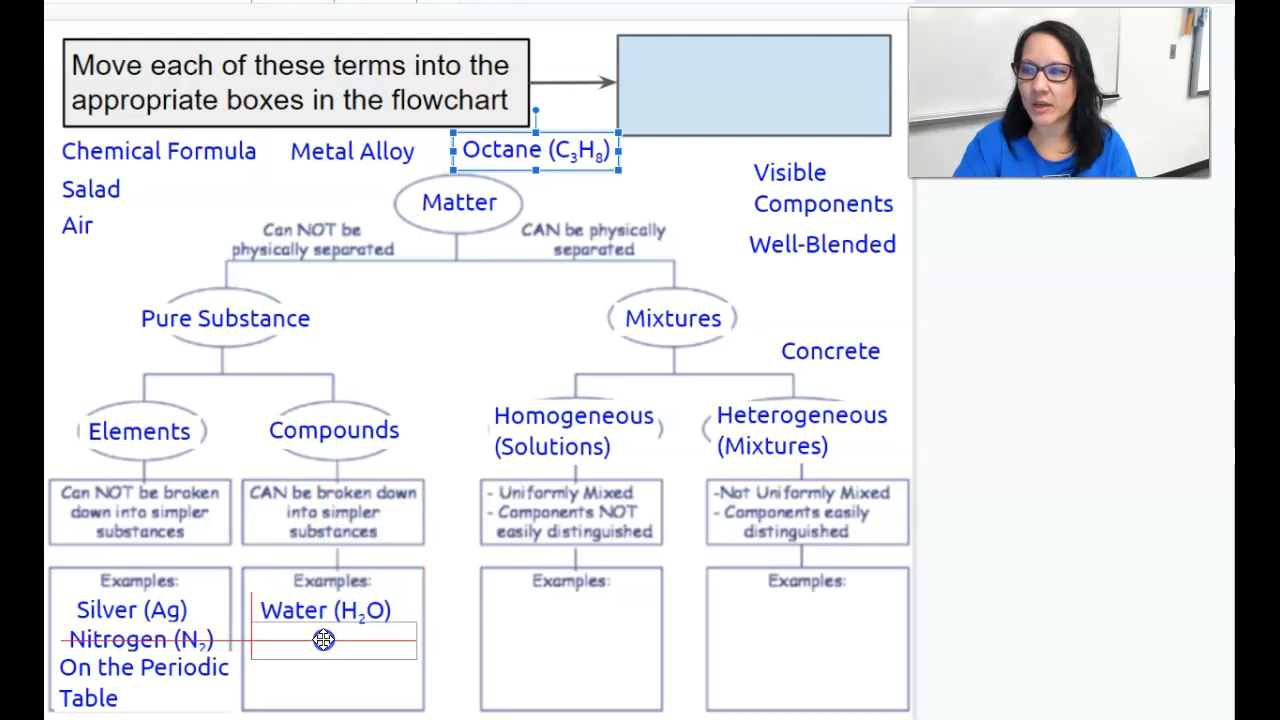 Move each of these terms into the
appropriate boxes in the flowchart
Chemical Formula
Metal Alloy
Octane (C₃H₈)
Salad
Air
Visible
Components
Well-Blended
Matter
Can NOT be
physically separated
CAN be physically
separated
Pure Substance
Mixtures
Concrete
Elements
Compounds
Homogeneous
(Solutions)
Heterogeneous
(Mixtures)
Can NOT be broken
down into simpler
substances
CAN be broken down
into simpler
substances
- Uniformly Mixed
- Components NOT
easily distinguished
-Not Uniformly Mixed
- Components easily
distinguished
Examples:
Silver (Ag)
Nitrogen (N₂)
On the Periodic
Table
Examples:
Water (H₂O)
Examples:
Examples: